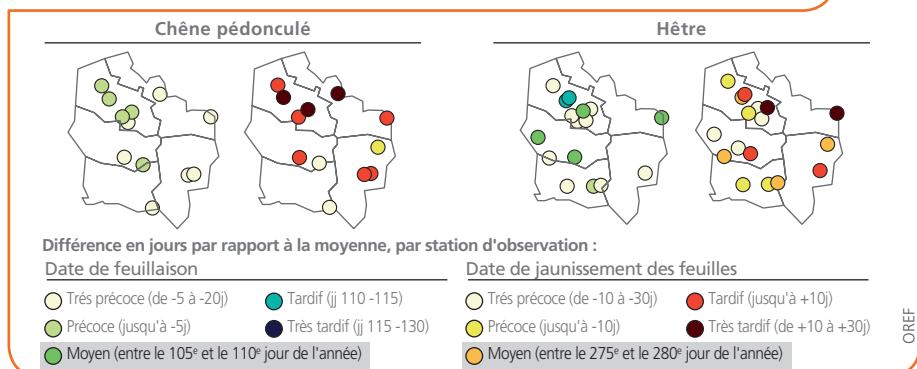 Chêne pédonculé
Hêtre
Différence en jours par rapport à la moyenne, par station d'observation :
Date de feuillaison
Trés précoce (de -5 à -20j)
Tardif (jj 110 -115)
Précoce (jusqu'à -5j)
Très tardif (jj 115 -130)
Moyen (entre le 105e et le 110e jour de l'année)
Date de jaunissement des feuilles
Trés précoce (de -10 à -30j)
Tardif (jusqu'à +10j)
Précoce (jusqu'à -10j)
Très tardif (de +10 à +30j)
Moyen (entre le 275e et le 280e jour de l'année)
OREF